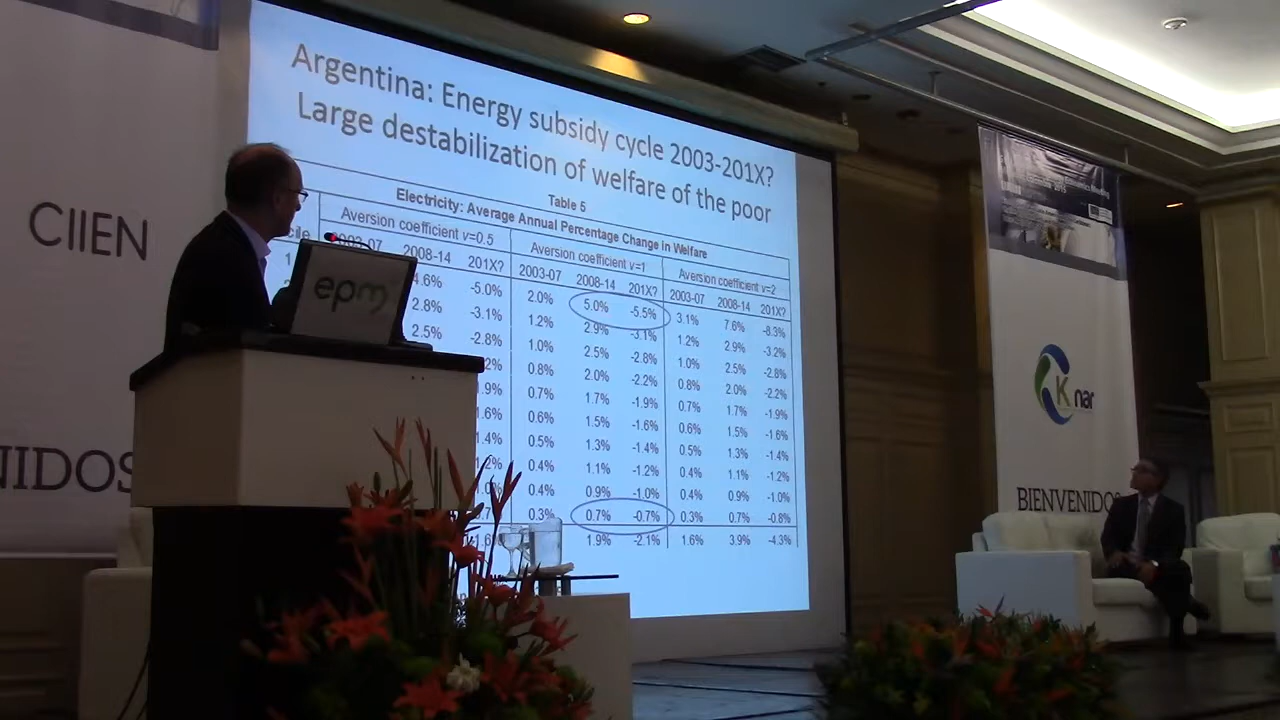 Argentina: Energy subsidy cycle 2003-201X?
Large destabilization of welfare of the poor
Table 5
Electricity: Average Annual Percentage Change in Welfare
Aversion coefficient v=0.5 Aversion coefficient v=1 Aversion coefficient v=2
2008-14 201X? 2003-07 2008-14 201X? 2003-07 2008-14 201X?
1 -5.0% 2.0% 5.0% -5.5% 3.1% 7.6% -8.3%
2.8% -3.1% 1.2% 2.9% -3.1% 1.2% 2.9% -3.2%
2.5% -2.8% 1.0% 2.5% -2.8% 1.0% 2.5% -2.8%
0.8% 2.0% -2.2% 0.8% 2.0% -2.2%
0.7% 1.7% -1.9% 0.7% 1.7% -1.9%
0.6% 1.5% -1.6% 0.6% 1.5% -1.6%
0.5% 1.3% -1.4% 0.5% 1.3% -1.4%
0.4% 1.1% -1.2% 0.4% 1.1% -1.2%
0.4% 0.9% -1.0% 0.4% 0.9% -1.0%
0.3% 0.7% -0.7% 0.3% 0.7% -0.8%
1.9% -2.1% 1.6% 3.9% -4.3%
CIIEN
epm
NIDOS
K nar
BIENVENIDOS